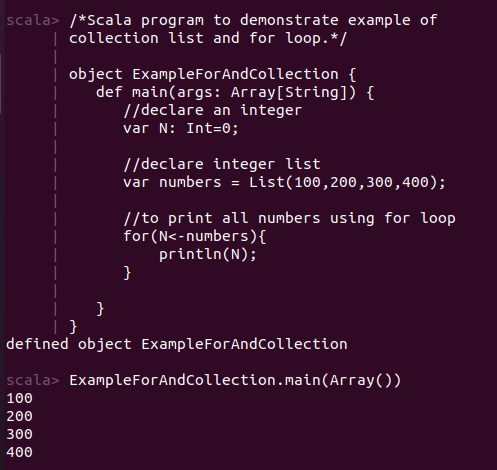 scala> /*Scala program to demonstrate example of
| collection list and for loop.*/
|
| object ExampleForAndCollection {
|    def main(args: Array[String]) {
|       //declare an integer
|       var N: Int=0;
|
|       //declare integer list
|       var numbers = List(100,200,300,400);
|
|       //to print all numbers using for loop
|       for(N<-numbers){
|           println(N);
|       }
|
|    }
| }
defined object ExampleForAndCollection
scala> ExampleForAndCollection.main(Array())
100
200
300
400